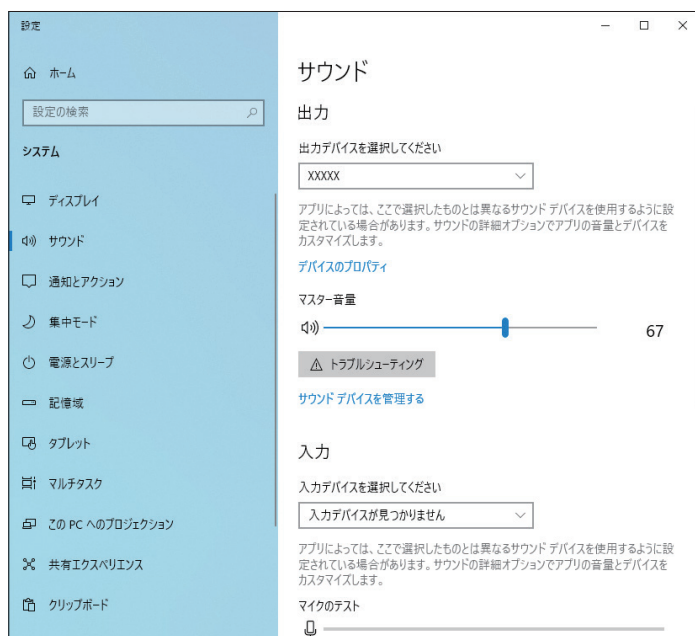 設定
ホーム
設定の検索
システム
ディスプレイ
サウンド
通知とアクション
集中モード
電源とスリープ
記憶域
タブレット
マルチタスク
この PC へのプロジェクション
共有エクスペリエンス
クリップボード
サウンド
出力
出力デバイスを選択してください
XXXXX
アプリによっては、ここで選択したものとは異なるサウンド デバイスを使用するように設
定されている場合があります。サウンドの詳細オプションでアプリの音量とデバイスを
カスタマイズします。
デバイスのプロパティ
マスター音量
67
トラブルシューティング
サウンド デバイスを管理する
入力
入力デバイスを選択してください
入力デバイスが見つかりません
アプリによっては、ここで選択したものとは異なるサウンド デバイスを使用するように設
定されている場合があります。サウンドの詳細オプションでアプリの音量とデバイスを
カスタマイズします。
マイクのテスト